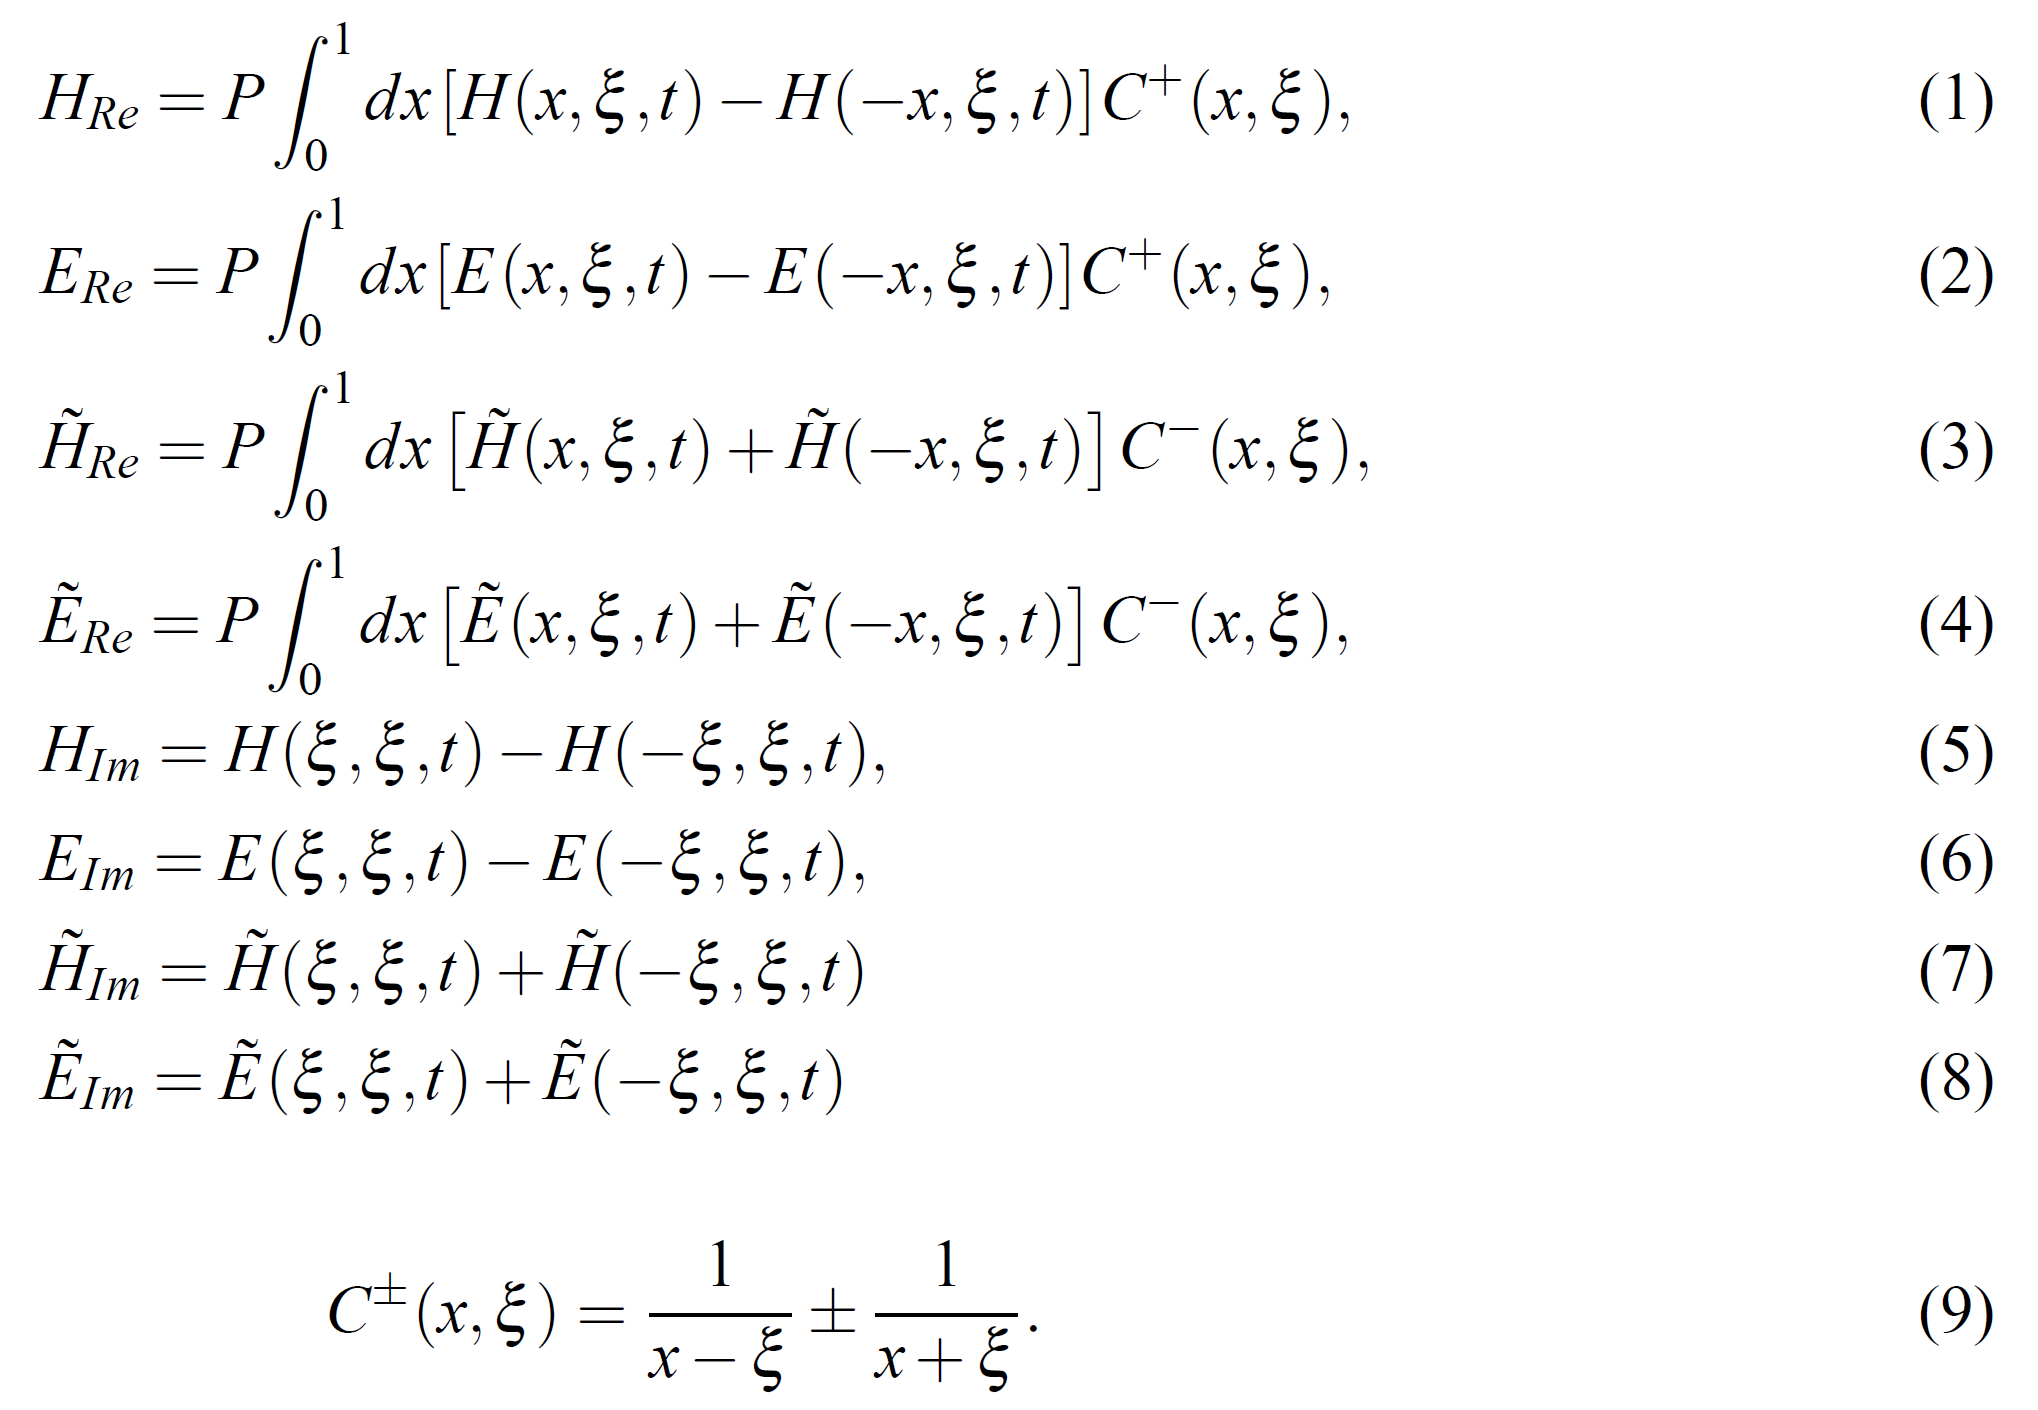 $H_{Re} = P\int_0^1 dx\,[H(x,\xi,t) - H(-x,\xi,t)]\,C^+(x,\xi),$ (1)
$E_{Re} = P\int_0^1 dx\,[E(x,\xi,t) - E(-x,\xi,t)]\,C^+(x,\xi),$ (2)
$\tilde{H}_{Re} = P\int_0^1 dx\,[\tilde{H}(x,\xi,t) + \tilde{H}(-x,\xi,t)]\,C^-(x,\xi),$ (3)
$\tilde{E}_{Re} = P\int_0^1 dx\,[\tilde{E}(x,\xi,t) + \tilde{E}(-x,\xi,t)]\,C^-(x,\xi),$ (4)
$H_{Im} = H(\xi,\xi,t) - H(-\xi,\xi,t),$ (5)
$E_{Im} = E(\xi,\xi,t) - E(-\xi,\xi,t),$ (6)
$\tilde{H}_{Im} = \tilde{H}(\xi,\xi,t) + \tilde{H}(-\xi,\xi,t)$ (7)
$\tilde{E}_{Im} = \tilde{E}(\xi,\xi,t) + \tilde{E}(-\xi,\xi,t)$ (8)
$C^{\pm}(x,\xi) = \frac{1}{x-\xi} \pm \frac{1}{x+\xi}.$ (9)